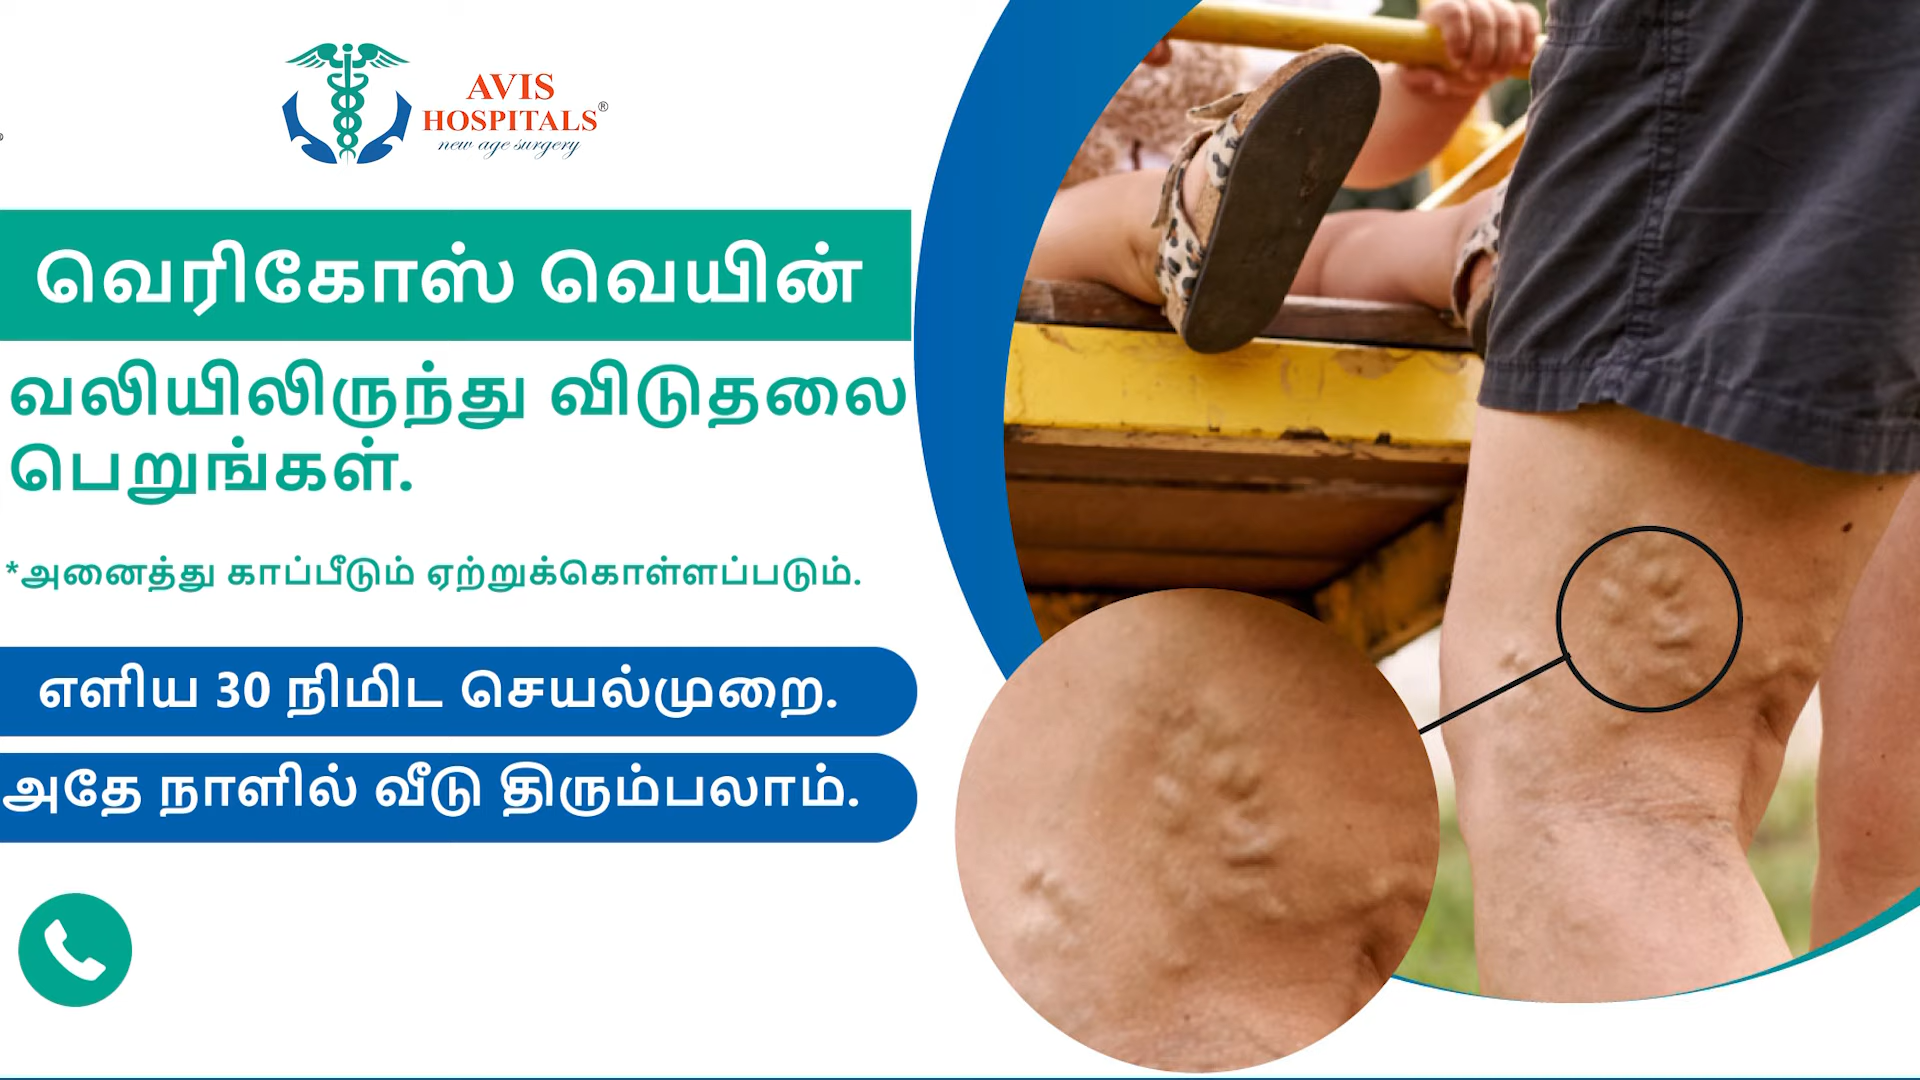 AVIS
HOSPITALS®
new age surgery
®
வெரிகோஸ் வெயின்
வலியிலிருந்து விடுதலை
பெறுங்கள்.
*அனைத்து காப்பீடும் ஏற்றுக்கொள்ளப்படும்.
எளிய 30 நிமிட செயல்முறை.
அதே நாளில் வீடு திரும்பலாம்.